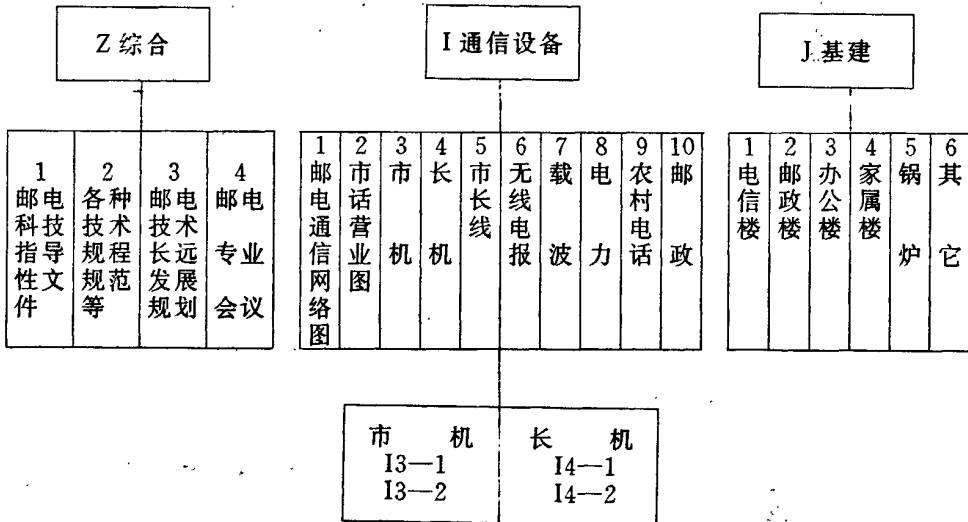 Z 综合
1
邮电
科技
指导
性文
件
2
各种
技术
规程
规范
等
3
邮电
技术
长远
发展
规划
4
邮电
专业
会议
I 通信设备
1
邮电通信网络图
2
市话营业图
3
市机
4
长机
5
市长线
6
无线电报
7
载波
8
电力
9
农村电话
10
邮政
市机
I3—1
I3—2
长机
I4—1
I4—2
J 基建
1
电信楼
2
邮政楼
3
办公楼
4
家属楼
5
锅炉
6
其它